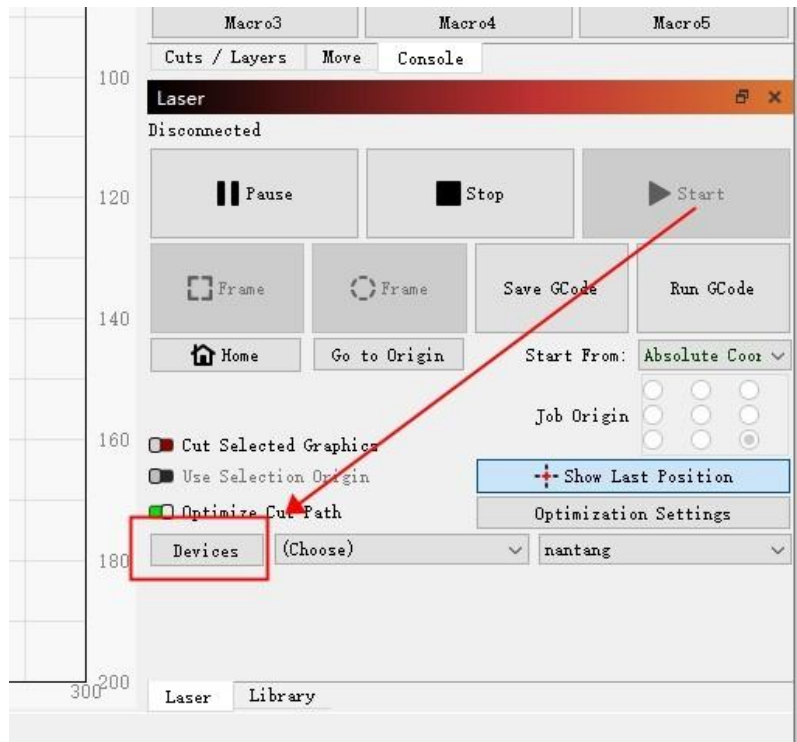 Macro3 Macro4 Macro5
Cuts / Layers Move Console
100
Laser
Disconnected
120
Pause Stop Start
Frame Frame Save GCode Run GCode
140
Home Go to Origin Start From: Absolute Coor
Job Origin
160
Cut Selected Graphics
Use Selection Origin Show Last Position
Optimize Cut Path Optimization Settings
180
Devices (Choose) nantang
200
300
Laser Library